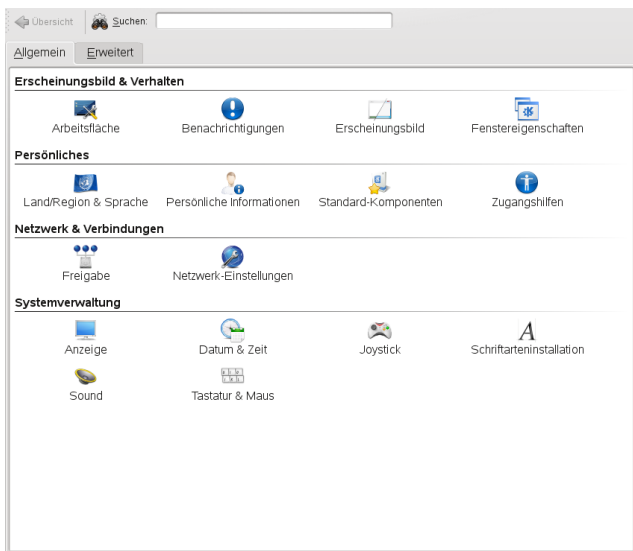 Übersicht Suchen:
Allgemein Erweitert
Erscheinungsbild & Verhalten
Arbeitsfläche Benachrichtigungen Erscheinungsbild Fenstereigenschaften
Persönliches
Land/Region & Sprache Persönliche Informationen Standard-Komponenten Zugangshilfen
Netzwerk & Verbindungen
Freigabe Netzwerk-Einstellungen
Systemverwaltung
Anzeige Datum & Zeit Joystick Schriftarteninstallation
Sound Tastatur & Maus